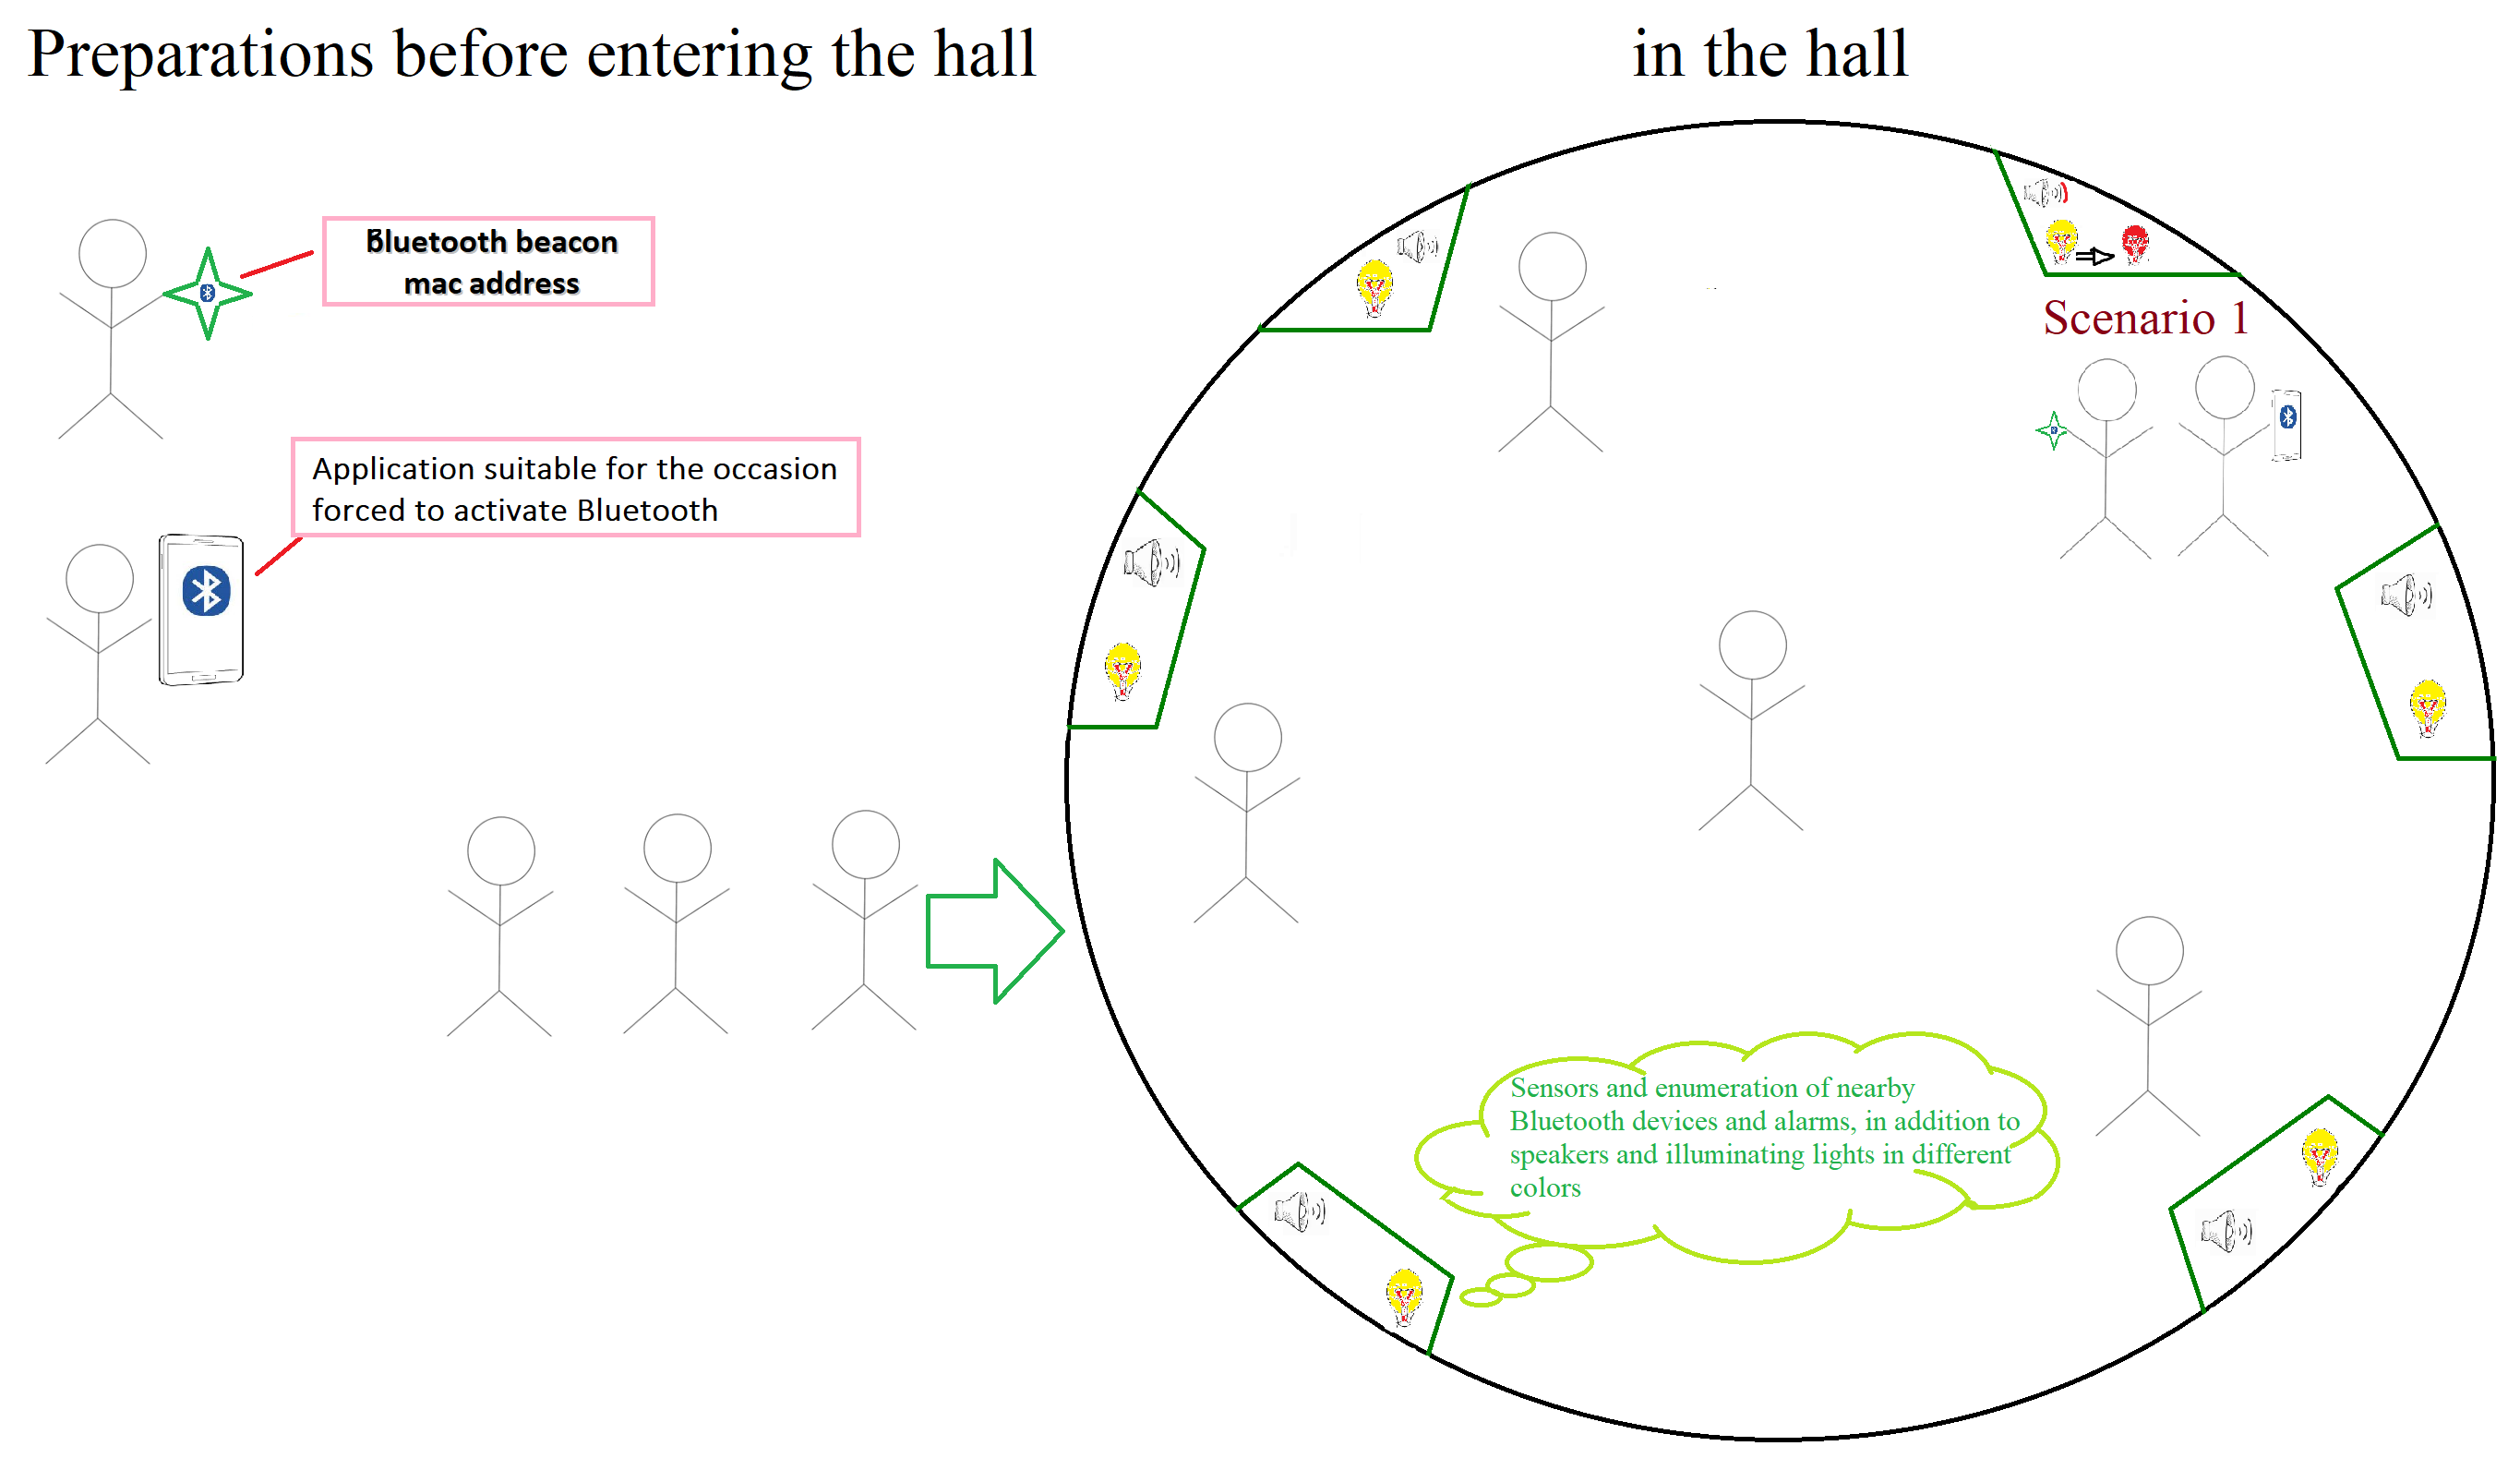 Preparations before entering the hall
in the hall
Bluetooth beacon
mac address
Application suitable for the occasion
forced to activate Bluetooth
Scenario 1
Sensors and enumeration of nearby
Bluetooth devices and alarms, in addition to
speakers and illuminating lights in different
colors